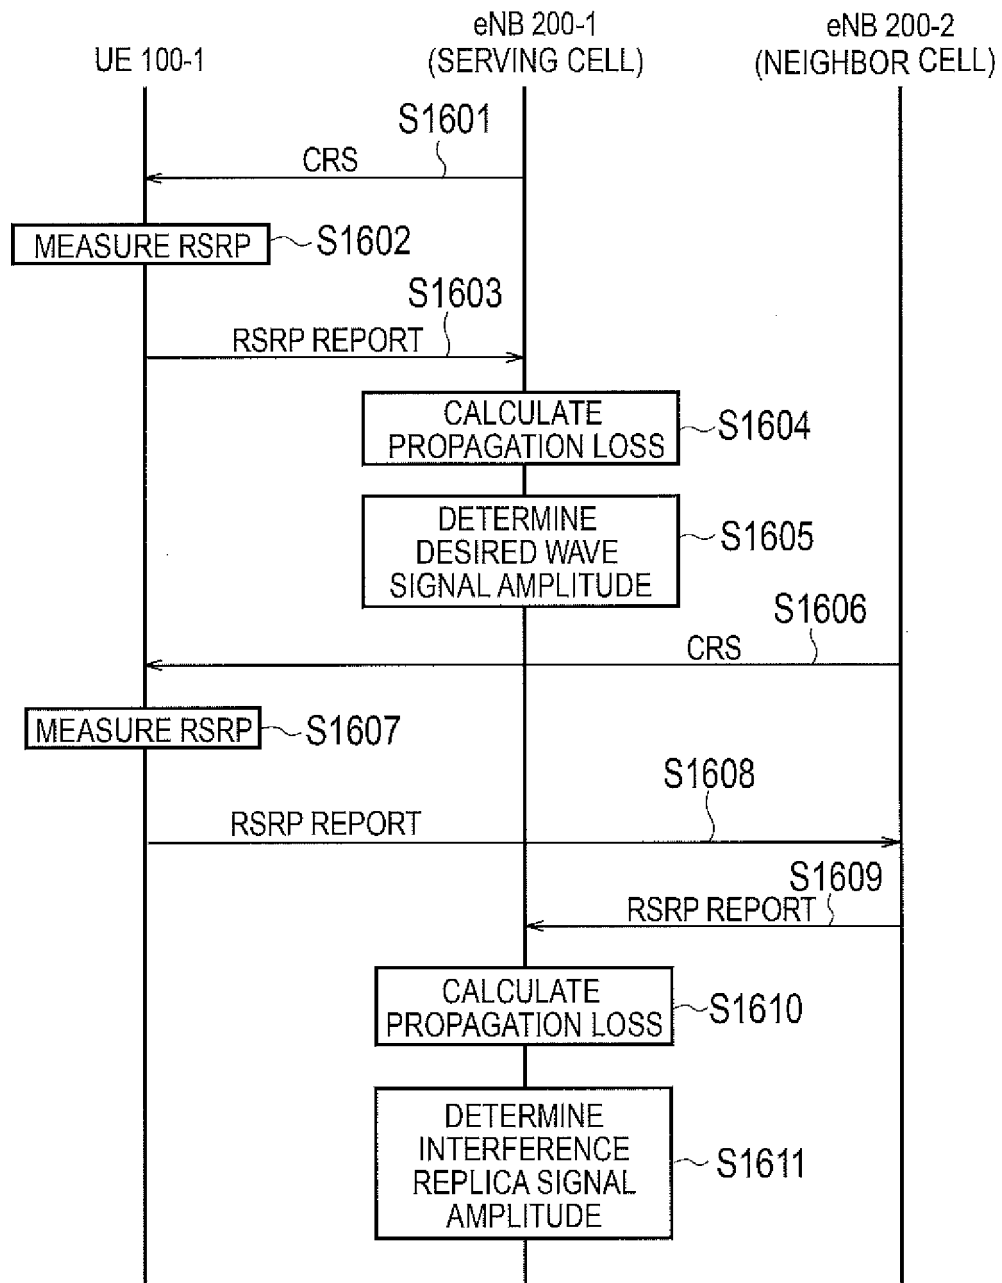 UE 100-1
eNB 200-1
(SERVING CELL)
eNB 200-2
(NEIGHBOR CELL)
S1601
CRS
MEASURE RSRP
S1602
S1603
RSRP REPORT
CALCULATE
PROPAGATION LOSS
S1604
DETERMINE
DESIRED WAVE
SIGNAL AMPLITUDE
S1605
S1606
CRS
MEASURE RSRP
S1607
S1608
RSRP REPORT
S1609
RSRP REPORT
CALCULATE
PROPAGATION LOSS
S1610
DETERMINE
INTERFERENCE
REPLICA SIGNAL
AMPLITUDE
S1611